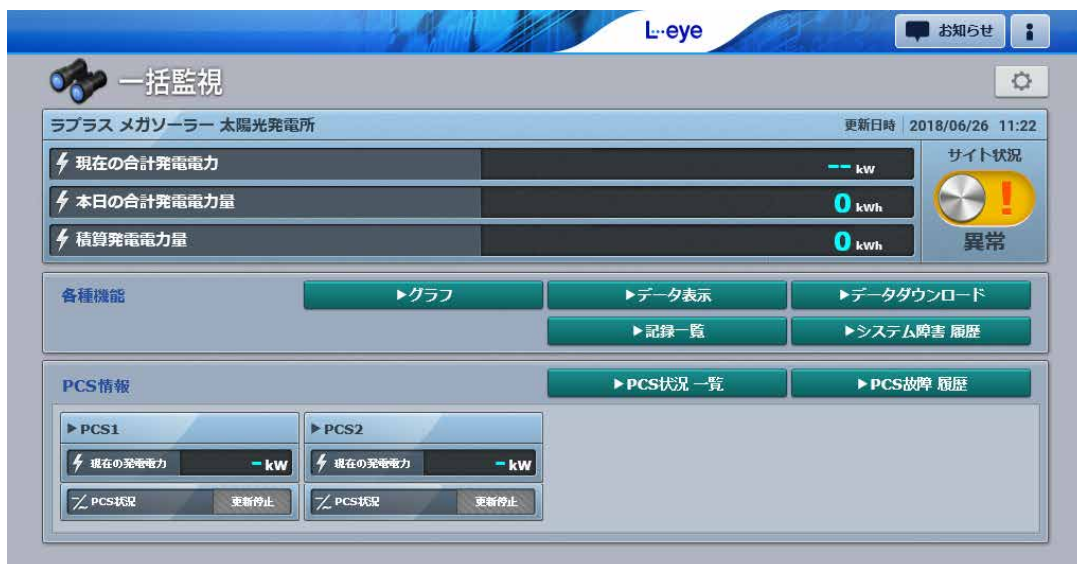 L・・eye
お知らせ
一括監視
ラプラス メガソーラー 太陽光発電所 更新日時 2018/06/26 11:22
現在の合計発電電力 -- kW
サイト状況
本日の合計発電電力量 0 kWh
積算発電電力量 0 kWh
異常
各種機能 ▶グラフ ▶データ表示 ▶データダウンロード
▶記録一覧 ▶システム障害 履歴
PCS情報 ▶PCS状況 一覧 ▶PCS故障 履歴
▶PCS1 ▶PCS2
現在の発電電力 - kW 現在の発電電力 - kW
PCS状況 更新停止 PCS状況 更新停止